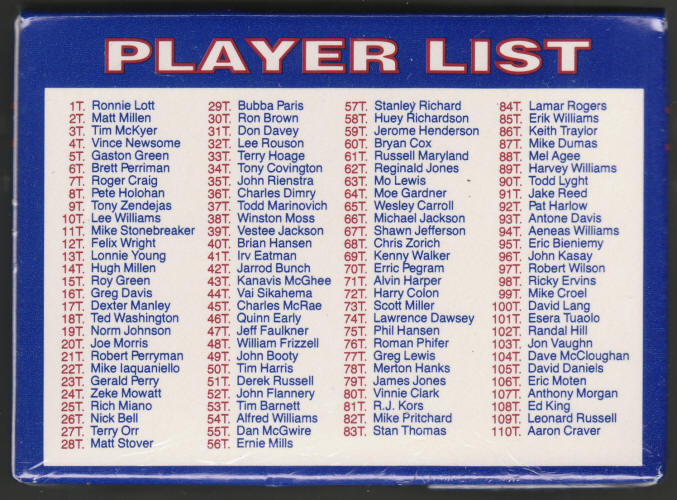 PLAYER LIST
1T. Ronnie Lott
2T. Matt Millen
3T. Tim McKyer
4T. Vince Newsome
5T. Gaston Green
6T. Brett Perriman
7T. Roger Craig
8T. Pete Holohan
9T. Tony Zendejas
10T. Lee Williams
11T. Mike Stonebreaker
12T. Felix Wright
13T. Lonnie Young
14T. Hugh Millen
15T. Roy Green
16T. Greg Davis
17T. Dexter Manley
18T. Ted Washington
19T. Norm Johnson
20T. Joe Morris
21T. Robert Perryman
22T. Mike Iaquaniello
23T. Gerald Perry
24T. Zeke Mowatt
25T. Rich Miano
26T. Nick Bell
27T. Terry Orr
28T. Matt Stover
29T. Bubba Paris
30T. Ron Brown
31T. Don Davey
32T. Lee Rouson
33T. Terry Hoage
34T. Tony Covington
35T. John Rienstra
36T. Charles Dimry
37T. Todd Marinovich
38T. Winston Moss
39T. Vestee Jackson
40T. Brian Hansen
41T. Irv Eatman
42T. Jarrod Bunch
43T. Kanavis McGhee
44T. Vai Sikahema
45T. Charles McRae
46T. Quinn Early
47T. Jeff Faulkner
48T. William Frizzell
49T. John Booty
50T. Tim Harris
51T. Derek Russell
52T. John Flannery
53T. Tim Barnett
54T. Alfred Williams
55T. Dan McGwire
56T. Ernie Mills
57T. Stanley Richard
58T. Huey Richardson
59T. Jerome Henderson
60T. Bryan Cox
61T. Russell Maryland
62T. Reginald Jones
63T. Mo Lewis
64T. Moe Gardner
65T. Wesley Carroll
66T. Michael Jackson
67T. Shawn Jefferson
68T. Chris Zorich
69T. Kenny Walker
70T. Erric Pegram
71T. Alvin Harper
72T. Harry Colon
73T. Scott Miller
74T. Lawrence Dawsey
75T. Phil Hansen
76T. Roman Phifer
77T. Greg Lewis
78T. Merton Hanks
79T. James Jones
80T. Vinnie Clark
81T. R.J. Kors
82T. Mike Pritchard
83T. Stan Thomas
84T. Lamar Rogers
85T. Erik Williams
86T. Keith Traylor
87T. Mike Dumas
88T. Mel Agee
89T. Harvey Williams
90T. Todd Lyght
91T. Jake Reed
92T. Pat Harlow
93T. Antone Davis
94T. Aeneas Williams
95T. Eric Bieniemy
96T. John Kasay
97T. Robert Wilson
98T. Ricky Ervins
99T. Mike Croel
100T. David Lang
101T. Esera Tuaolo
102T. Randal Hill
103T. Jon Vaughn
104T. Dave McCloughan
105T. David Daniels
106T. Eric Moten
107T. Anthony Morgan
108T. Ed King
109T. Leonard Russell
110T. Aaron Craver